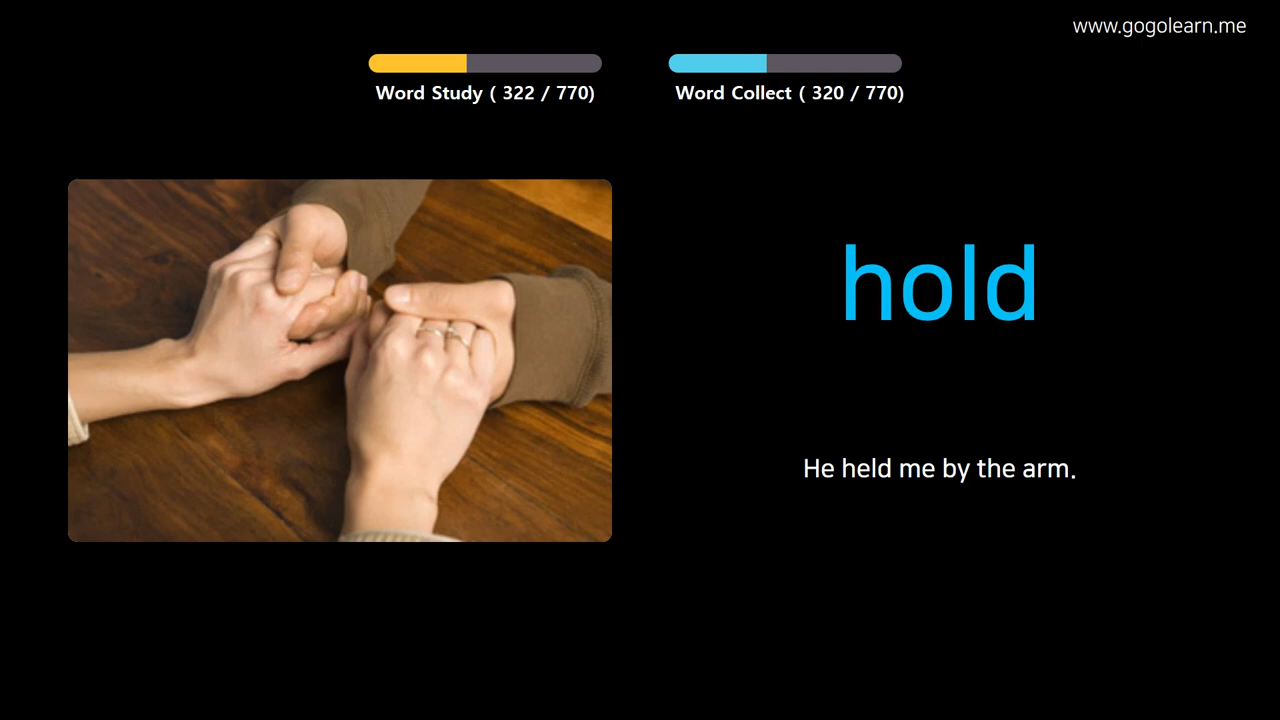 www.gogolearn.me
Word Study ( 322 / 770)
Word Collect ( 320 / 770)
hold
He held me by the arm.